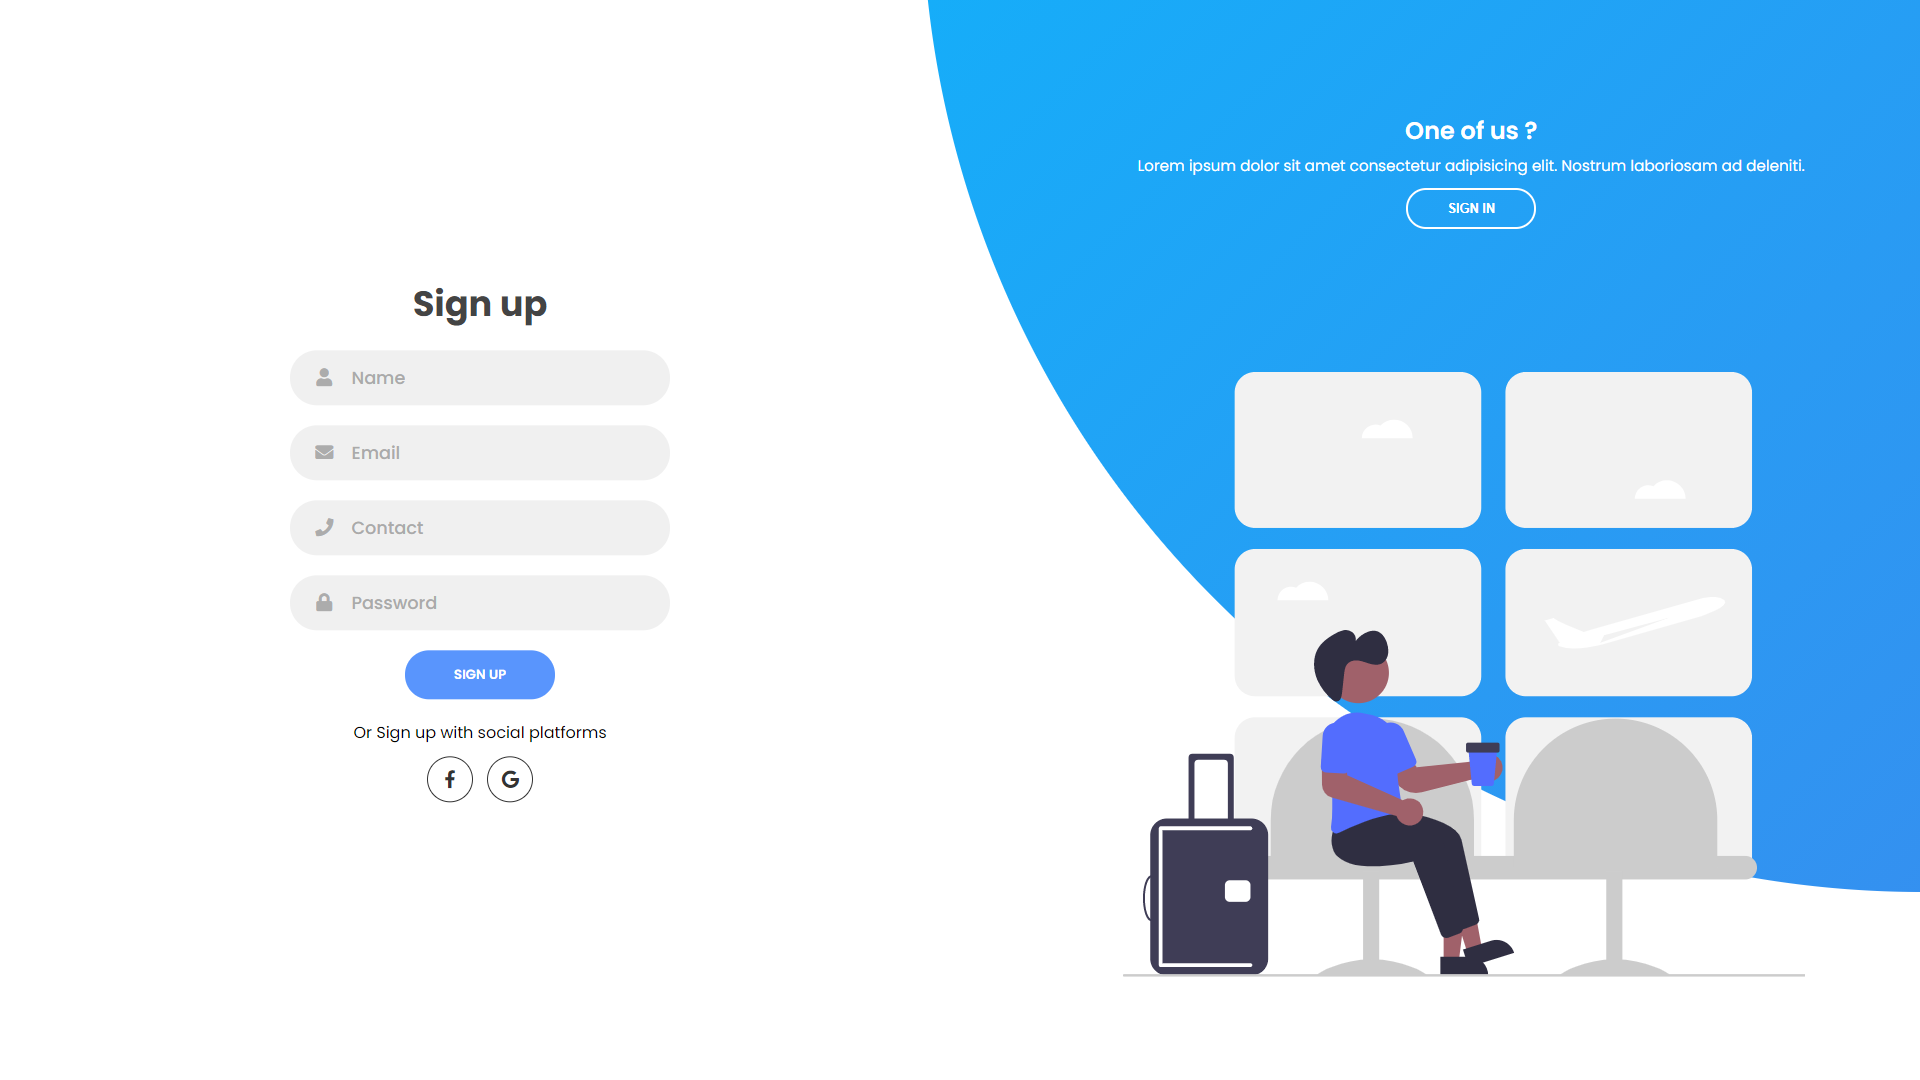 Sign up
Name
Email
Contact
Password
SIGN UP
Or Sign up with social platforms
One of us ?
Lorem ipsum dolor sit amet consectetur adipisicing elit. Nostrum laboriosam ad deleniti.
SIGN IN